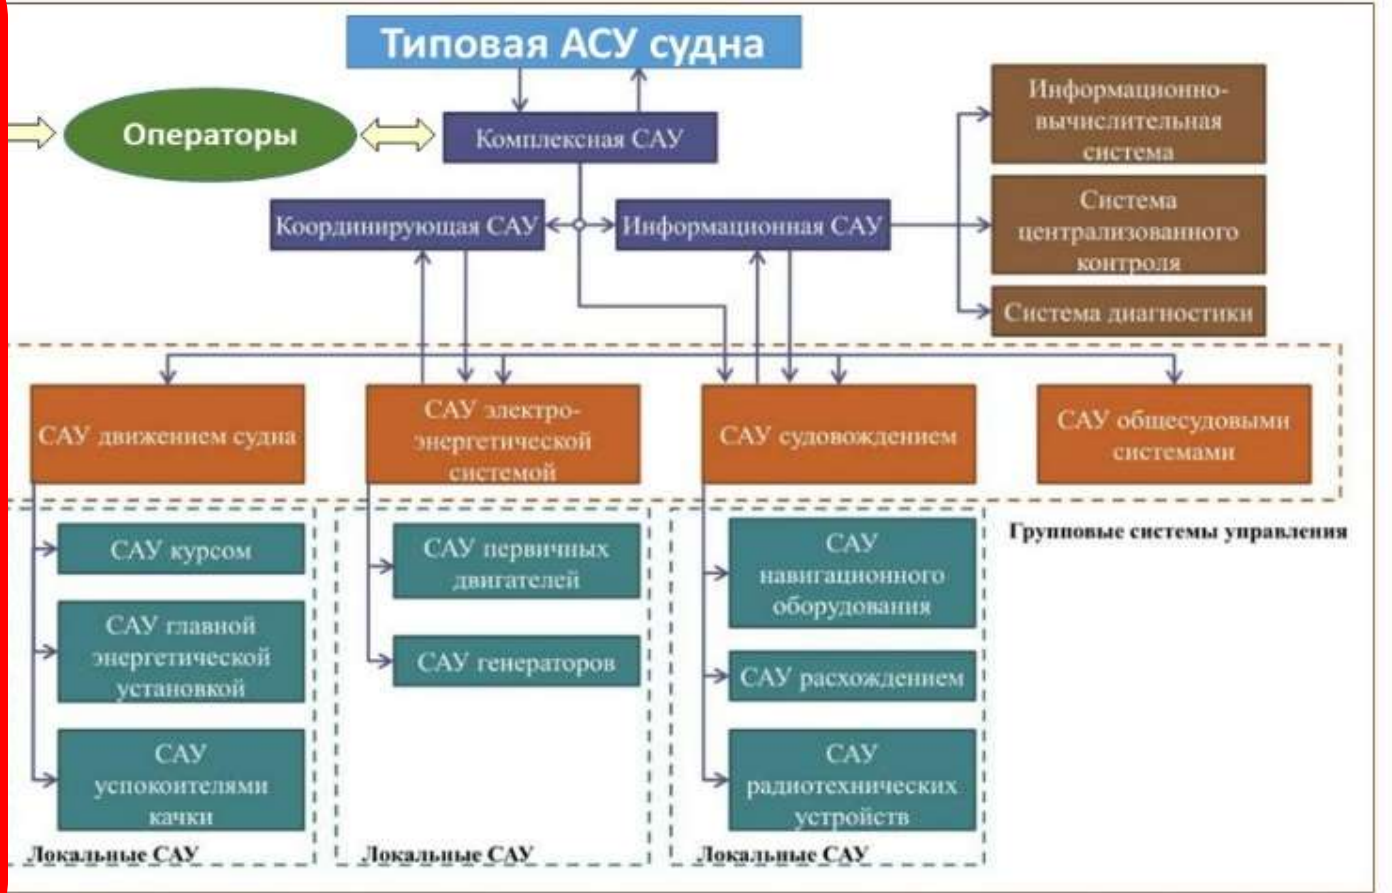 Типовая АСУ судна
Операторы
Комплексная САУ
Информационно-
вычислительная
система
Координирующая САУ
Информационная САУ
Система
централизованного
контроля
Система диагностики
САУ движением судна
САУ электро-
энергетической
системой
САУ судовождением
САУ общесудовыми
системами
Групповые системы управления
САУ курсом
САУ главной
энергетической
установкой
САУ
успокоителями
качки
Локальные САУ
САУ первичных
двигателей
САУ генераторов
Локальные САУ
САУ
навигационного
оборудования
САУ расхождением
САУ
радиотехнических
устройств
Локальные САУ